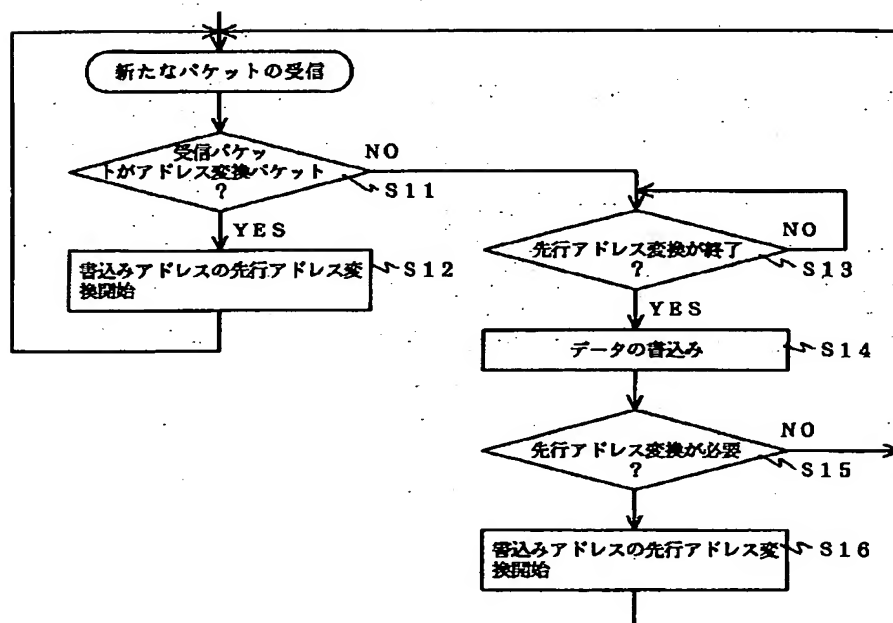 新たなパケットの受信
受信パケッ
トがアドレス変換パケット
?
NO
S11
YES
書込みアドレスの先行アドレス変
換開始
S12
先行アドレス変換が終了
?
NO
S13
YES
データの書込み
S14
先行アドレス変換が必要
?
NO
S15
書込みアドレスの先行アドレス変
換開始
S16